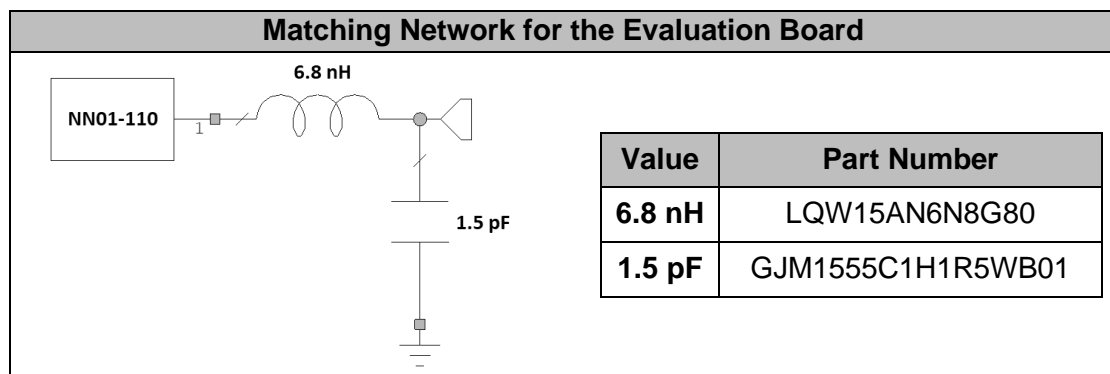 Matching Network for the Evaluation Board
6.8 nH
NN01-110
1
1.5 pF
Value Part Number
6.8 nH LQW15AN6N8G80
1.5 pF GJM1555C1H1R5WB01